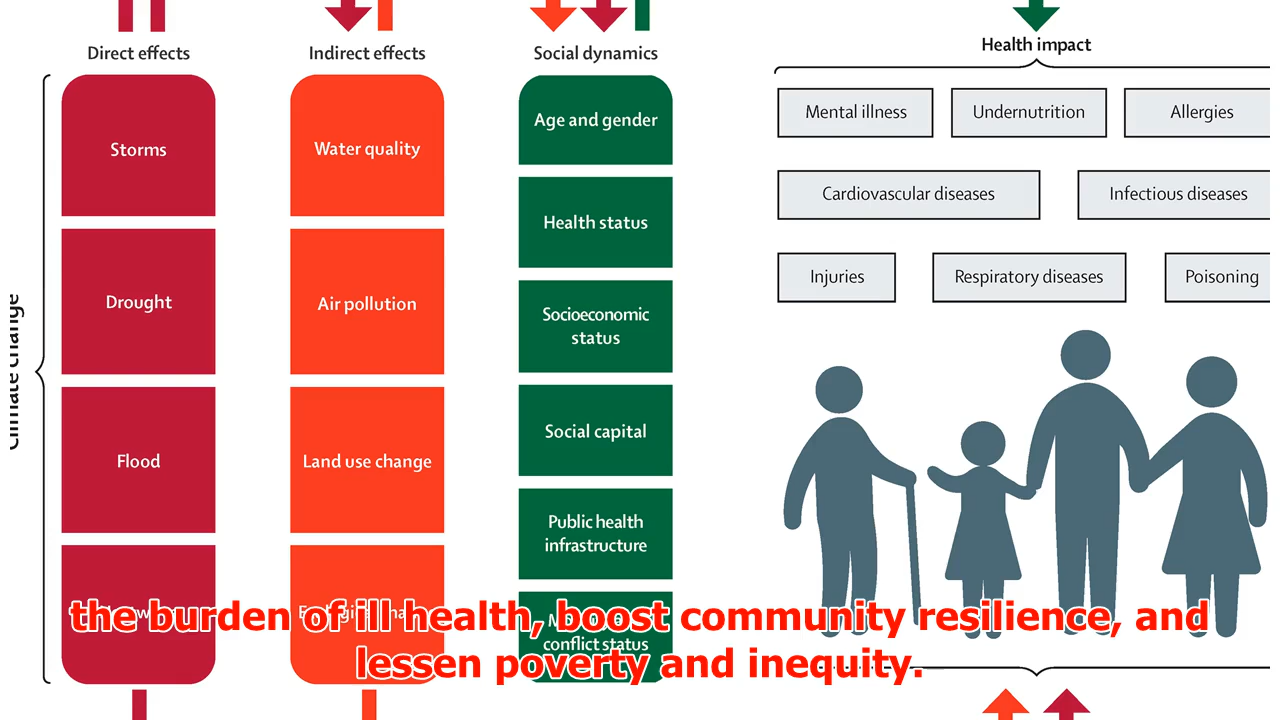 Direct effects
Indirect effects
Social dynamics
Health impact
Climate change
Storms
Drought
Flood
Water quality
Air pollution
Land use change
Age and gender
Health status
Socioeconomic
status
Social capital
Public health
infrastructure
conflict status
Mental illness
Undernutrition
Allergies
Cardiovascular diseases
Infectious diseases
Injuries
Respiratory diseases
Poisoning
the burden of ill health, boost community resilience, and
lessen poverty and inequity.